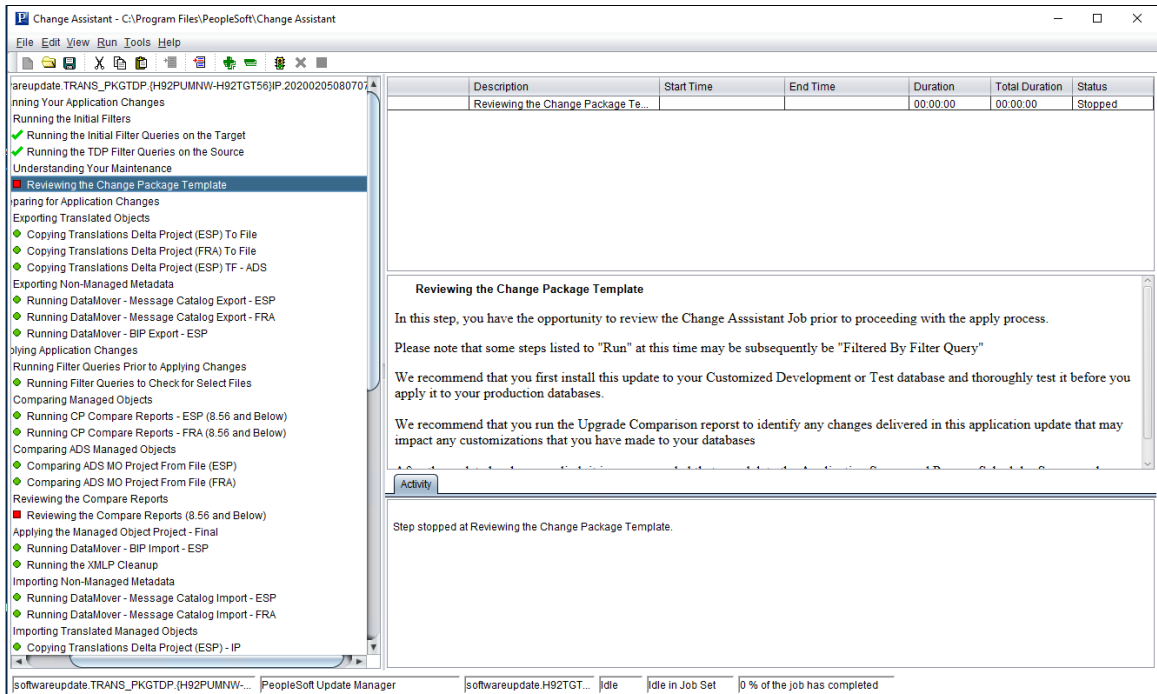 Change Assistant - C:\Program Files\PeopleSoft\Change Assistant
File Edit View Run Tools Help
wareupdate.TRANS_PKGTDP.{H92PUMNW-H92TGT56}IP.20200205080707
nning Your Application Changes
Running the Initial Filters
Running the Initial Filter Queries on the Target
Running the TDP Filter Queries on the Source
Understanding Your Maintenance
Reviewing the Change Package Template
paring for Application Changes
Exporting Translated Objects
Copying Translations Delta Project (ESP) To File
Copying Translations Delta Project (FRA) To File
Copying Translations Delta Project (ESP) TF - ADS
Exporting Non-Managed Metadata
Running DataMover - Message Catalog Export - ESP
Running DataMover - Message Catalog Export - FRA
Running DataMover - BIP Export - ESP
plying Application Changes
Running Filter Queries Prior to Applying Changes
Running Filter Queries to Check for Select Files
Comparing Managed Objects
Running CP Compare Reports - ESP (8.56 and Below)
Running CP Compare Reports - FRA (8.56 and Below)
Comparing ADS Managed Objects
Comparing ADS MO Project From File (ESP)
Comparing ADS MO Project From File (FRA)
Reviewing the Compare Reports
Reviewing the Compare Reports (8.56 and Below)
Applying the Managed Object Project - Final
Running DataMover - BIP Import - ESP
Running the XMLP Cleanup
Importing Non-Managed Metadata
Running DataMover - Message Catalog Import - ESP
Running DataMover - Message Catalog Import - FRA
Importing Translated Managed Objects
Copying Translations Delta Project (ESP) - IP
Description Start Time End Time Duration Total Duration Status
Reviewing the Change Package Te... 00:00:00 00:00:00 Stopped
Reviewing the Change Package Template
In this step, you have the opportunity to review the Change Asssistant Job prior to proceeding with the apply process.
Please note that some steps listed to "Run" at this time may be subsequently be "Filtered By Filter Query"
We recommend that you first install this update to your Customized Development or Test database and thoroughly test it before you
apply it to your production databases.
We recommend that you run the Upgrade Comparison reporst to identify any changes delivered in this application update that may
impact any customizations that you have made to your databases
Activity
Step stopped at Reviewing the Change Package Template.
softwareupdate.TRANS_PKGTDP.{H92PUMNW-... PeopleSoft Update Manager softwareupdate.H92TGT... Idle Idle in Job Set 0 % of the job has completed